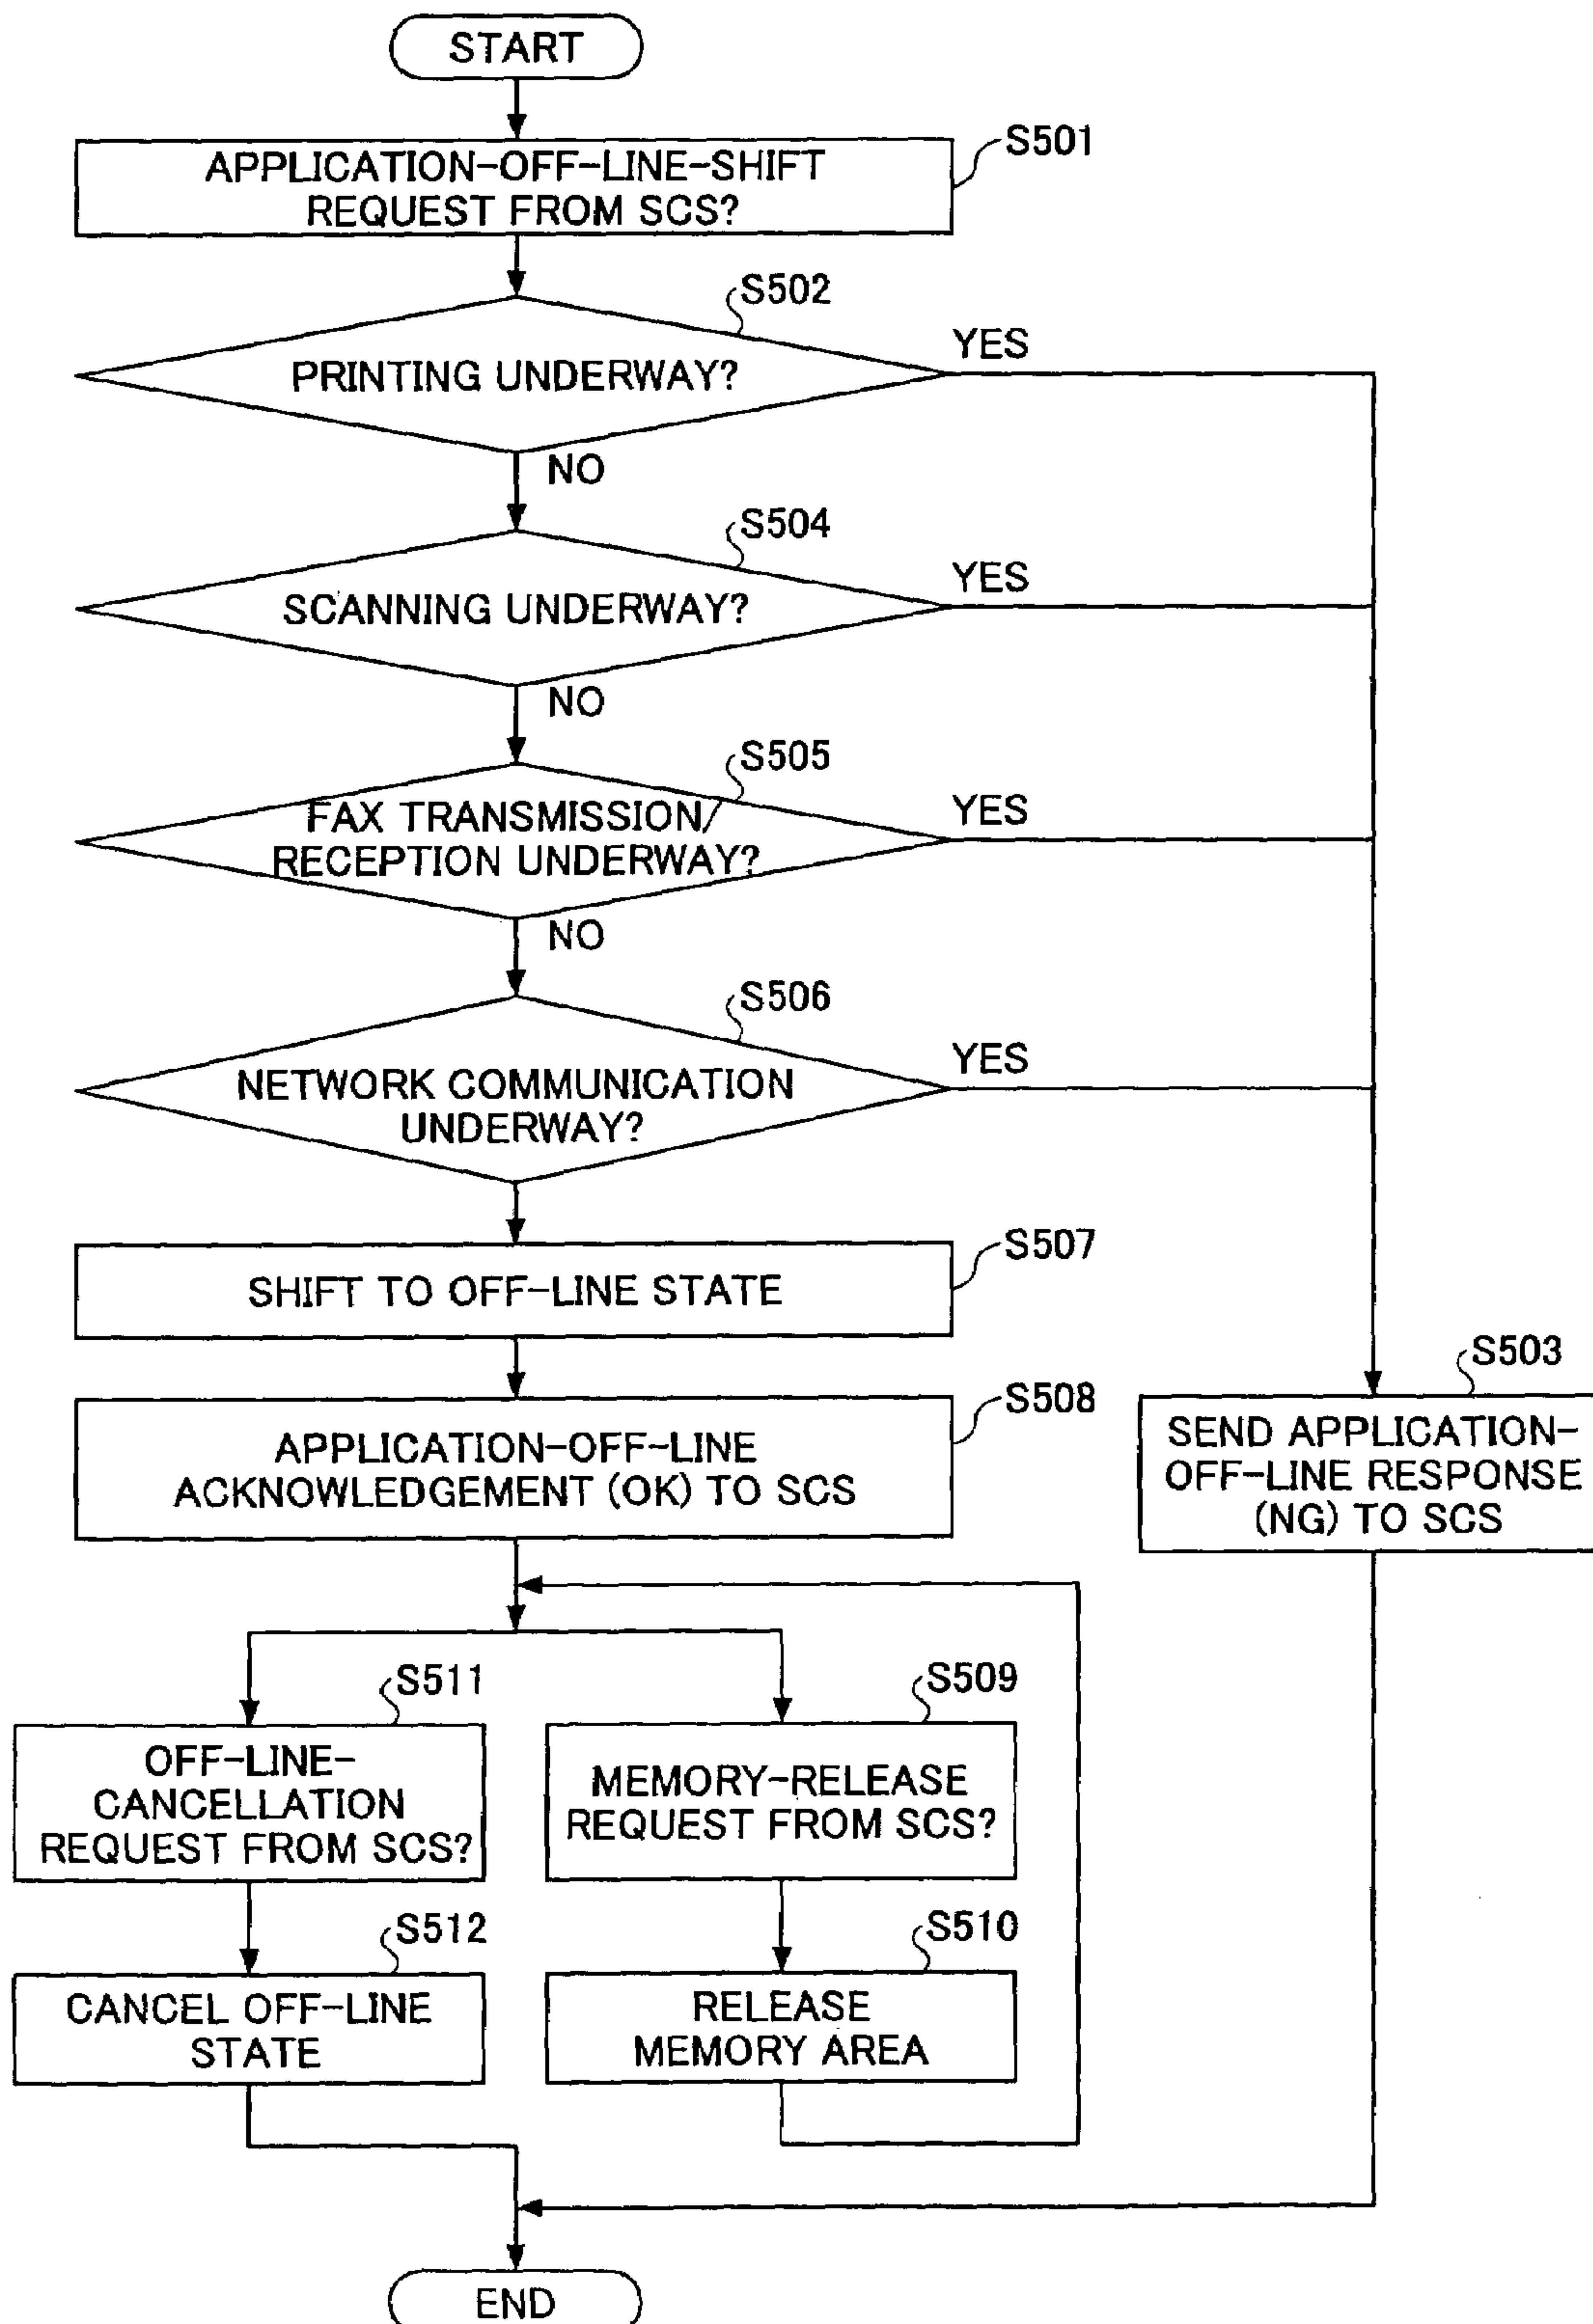 START
APPLICATION-OFF-LINE-SHIFT
REQUEST FROM SCS?
S501
S502
PRINTING UNDERWAY?
YES
NO
S504
SCANNING UNDERWAY?
YES
NO
S505
FAX TRANSMISSION/
RECEPTION UNDERWAY?
YES
NO
S506
NETWORK COMMUNICATION
UNDERWAY?
YES
SHIFT TO OFF-LINE STATE
S507
APPLICATION-OFF-LINE
ACKNOWLEDGEMENT (OK) TO SCS
S508
S503
SEND APPLICATION-
OFF-LINE RESPONSE
(NG) TO SCS
S511
OFF-LINE-
CANCELLATION
REQUEST FROM SCS?
S509
MEMORY-RELEASE
REQUEST FROM SCS?
S512
CANCEL OFF-LINE
STATE
S510
RELEASE
MEMORY AREA
END